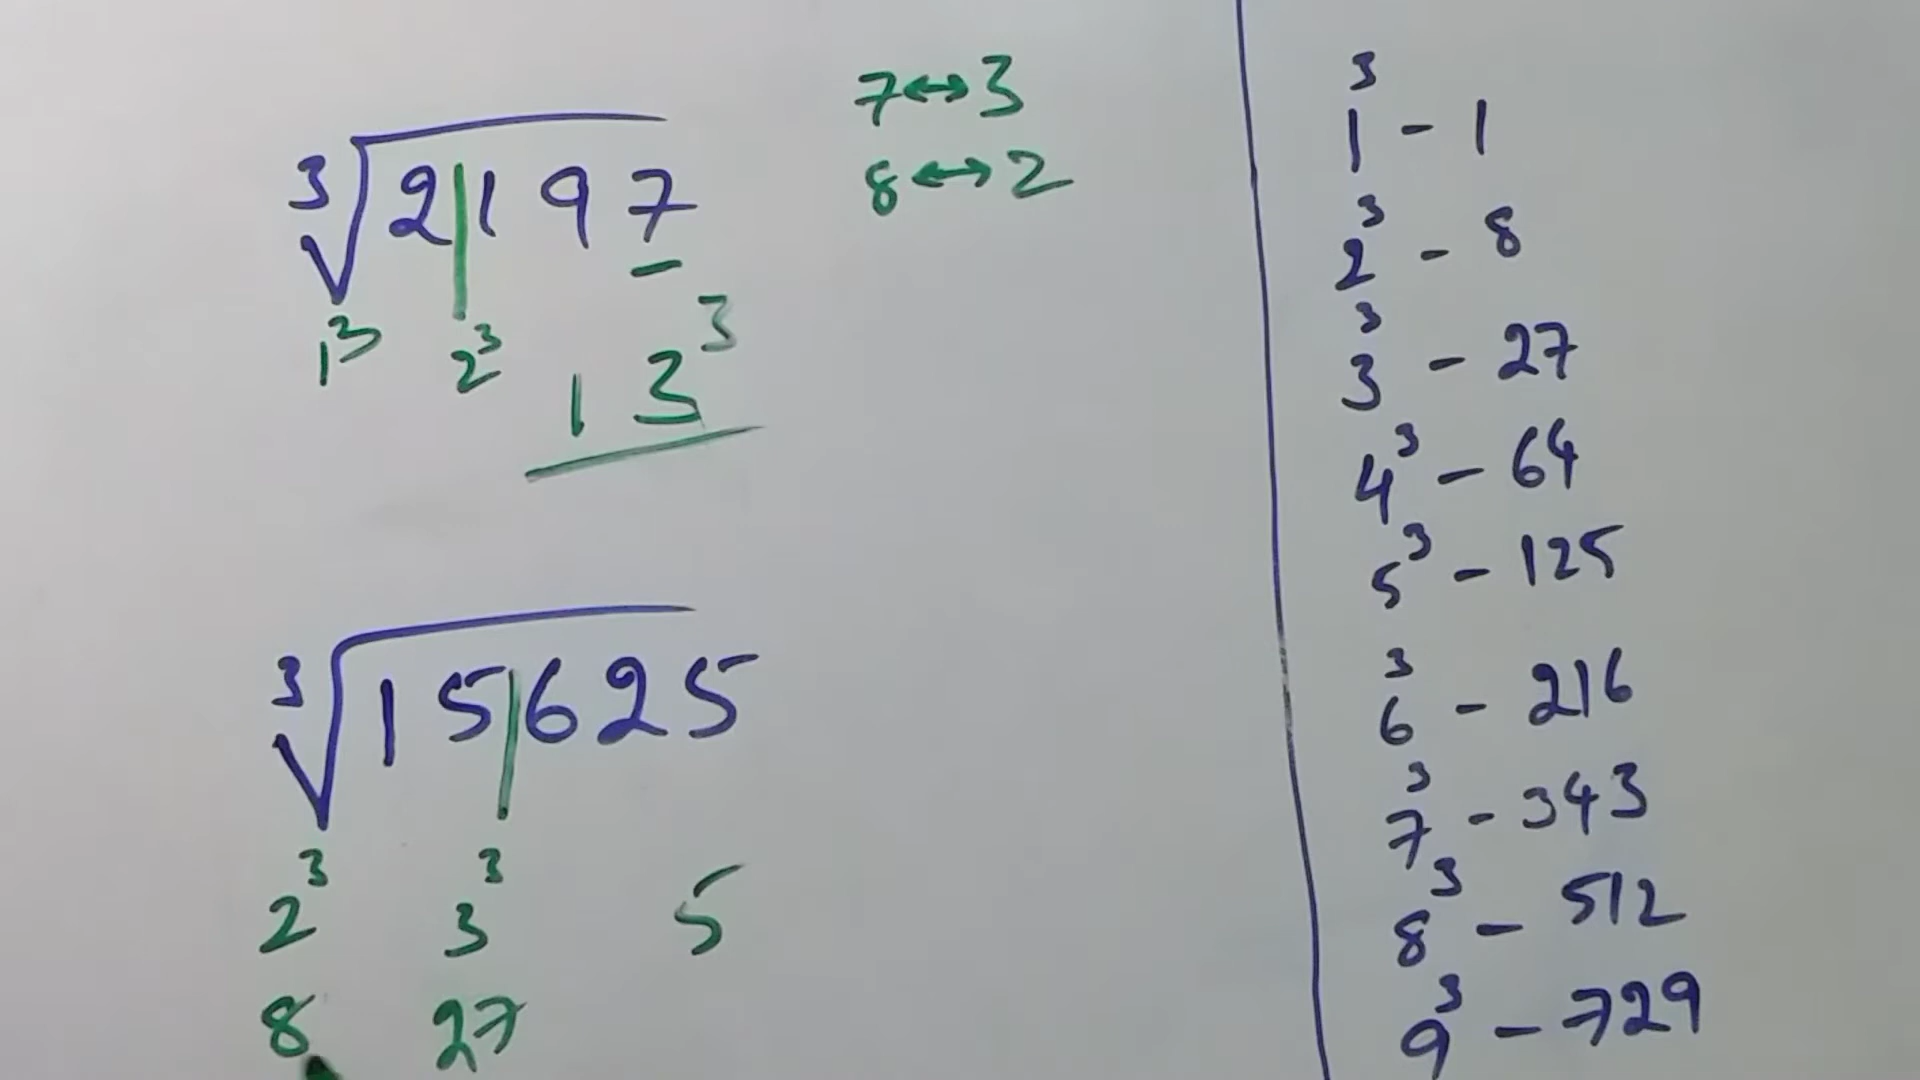 ∛2|197
1³ 2³
13³
7↔3
8↔2
∛15|625
2³ 3³ 5
8 27
1³ - 1
2³ - 8
3³ - 27
4³ - 64
5³ - 125
6³ - 216
7³ - 343
8³ - 512
9³ - 729